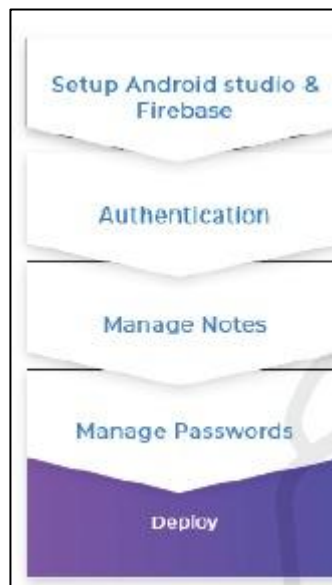 Setup Android studio &
Firebase
Authentication
Manage Notes
Manage Passwords
Deploy